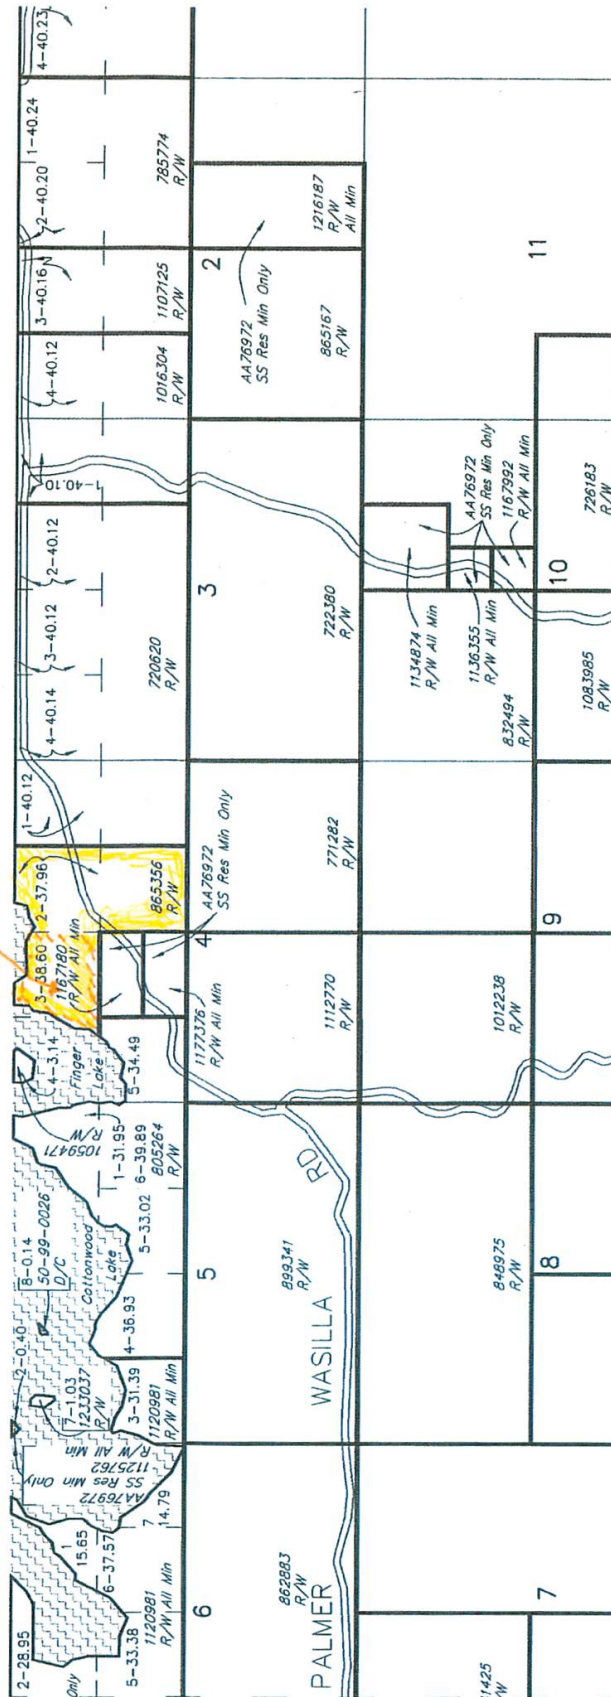 4-40.23
1-40.24
2-40.20
785774
R/W
3-40.16
1107125
R/W
4-40.12
1016304
R/W
1-40.10
2-40.12
3-40.12
4-40.14
720620
R/W
1-40.12
2-37.96
865356
R/W
3-38.60
1167180
R/W All Min
4-3.14
Finger
Lake
5-34.49
1059471
R/W
1-31.95
6-39.89
805264
R/W
5-33.02
8-0.14
50-99-0026
D/C
Cottonwood
Lake
4-36.93
2-0.40
7-1.03
1233037
R/W
3-31.39
1120981
R/W All Min
AA76972
SS Res Min Only
1125762
R/W All Min
7
14.79
1
15.65
6-37.57
1120981
R/W All Min
2-28.95
5-33.38
Only
2
AA76972
SS Res Min Only
1216187
R/W
All Min
865167
R/W
3
722380
R/W
AA76972
SS Res Min Only
4
1177376
R/W All Min
771282
R/W
1112770
R/W
5
899341
R/W
6
862883
R/W
PALMER WASILLA RD
11
AA76972
SS Res Min Only
1167992
R/W All Min
1134874
R/W All Min
1136355
R/W All Min
10
726183
R/W
832494
R/W
1083985
R/W
9
1012238
R/W
8
848975
R/W
7
1425
/W